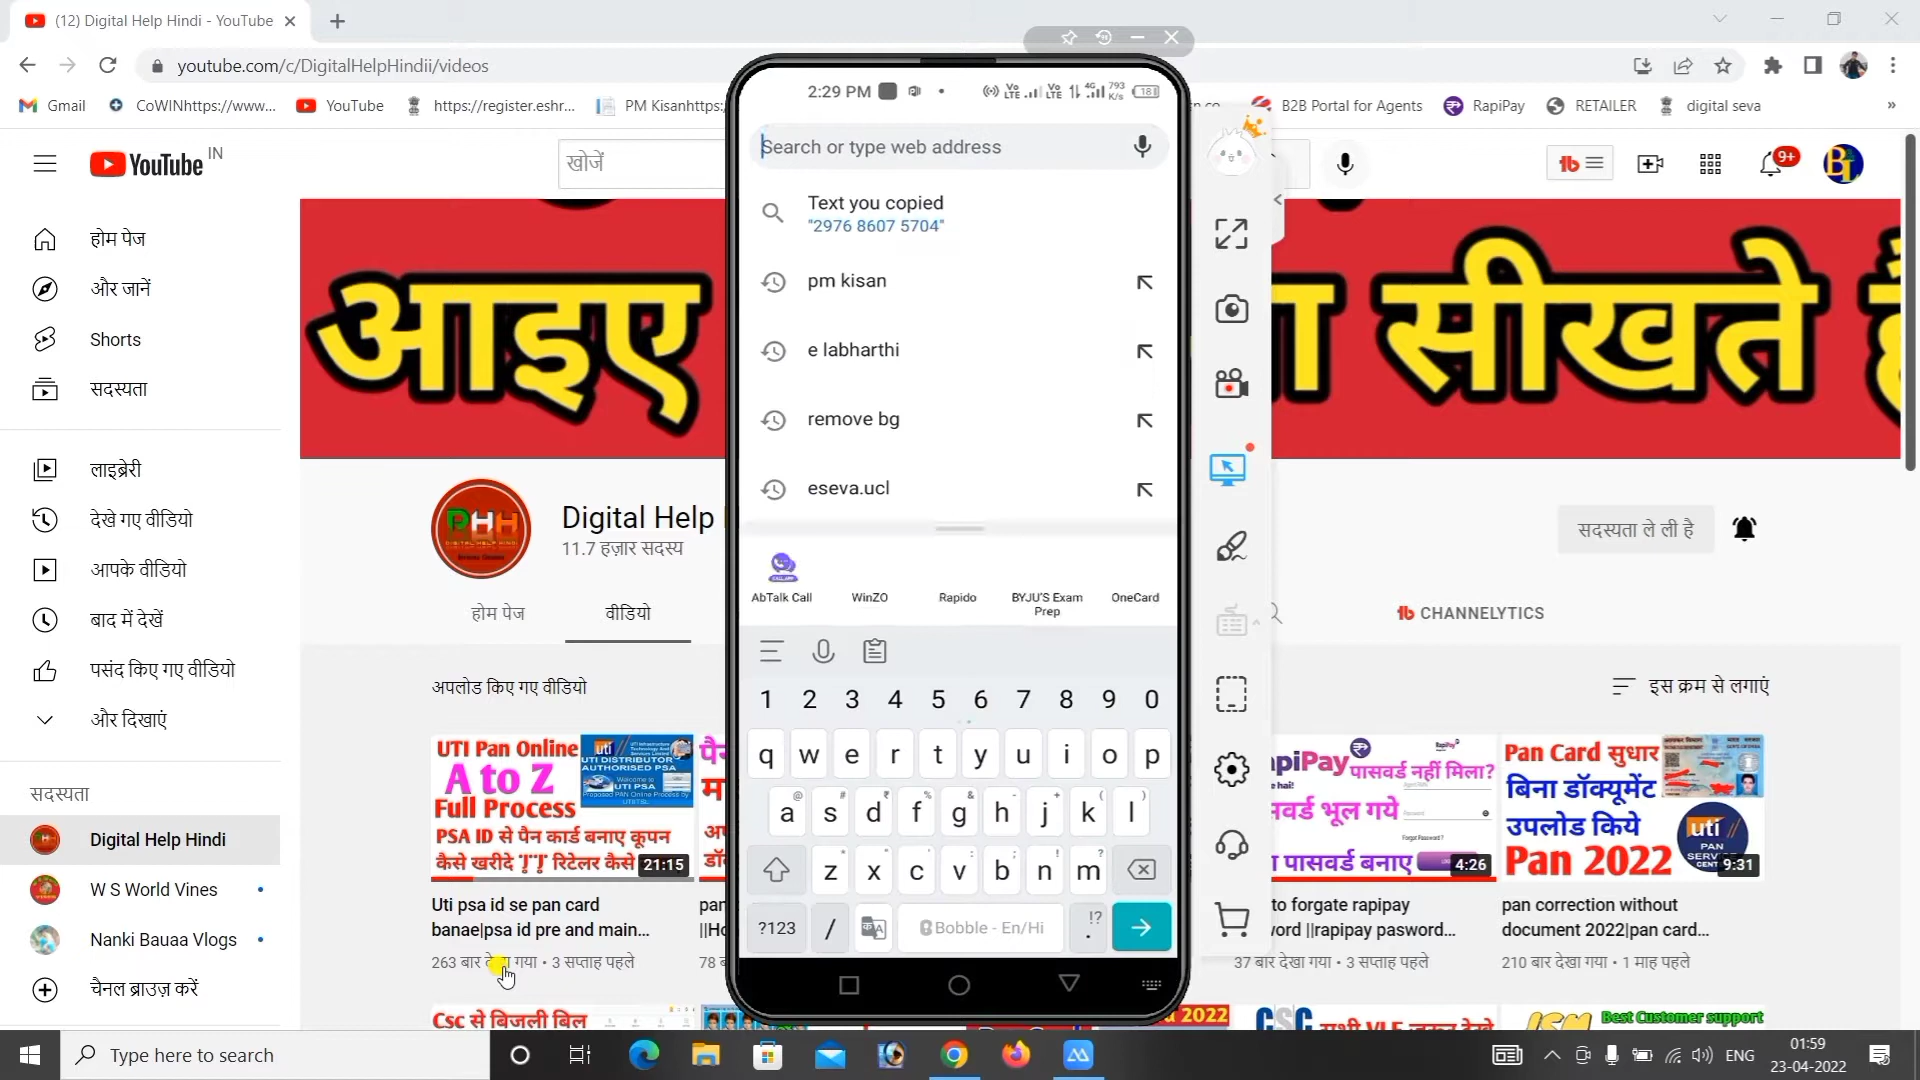 (12) Digital Help Hindi - YouTube
youtube.com/c/DigitalHelpHindii/videos
Gmail
CoWINhttps://www...
YouTube
https://register.eshr...
PM Kisanhttps:
B2B Portal for Agents
RapiPay
RETAILER
digital seva
»
YouTube IN
खोजें
9+
होम पेज
और जानें
Shorts
सदस्यता
लाइब्रेरी
देखे गए वीडियो
आपके वीडियो
बाद में देखें
पसंद किए गए वीडियो
और दिखाएं
सदस्यता
Digital Help Hindi
W S World Vines
Nanki Bauaa Vlogs
चैनल ब्राउज़ करें
आइए
सीखते
Digital Help
11.7 हज़ार सदस्य
सदस्यता ले ली है
होम पेज
वीडियो
CHANNELYTICS
अपलोड किए गए वीडियो
इस क्रम से लगाएं
UTI Pan Online
A to Z
Full Process
PSA ID से पैन कार्ड बनाए कूपन
21:15
Uti psa id se pan card
banae|psa id pre and main...
3 सप्ताह पहले
2:29 PM
Search or type web address
Text you copied
"2976 8607 5704"
pm kisan
e labharthi
remove bg
eseva.ucl
AbTalk Call
WinZO
Rapido
BYJU'S Exam
Prep
OneCard
1 2 3 4 5 6 7 8 9 0
q w e r t y u i o p
a s d f g h j k l
z x c v b n m
?123 / Bobble - En/Hi
apiPay पासवर्ड नहीं मिला?
सवर्ड भूल गये
पासवर्ड बनाए
4:26
to forgate rapipay
word ||rapipay pasword...
37 बार देखा गया • 3 सप्ताह पहले
Pan Card सुधार
बिना डॉक्यूमेंट
उपलोड किये
Pan 2022
uti
9:31
pan correction without
document 2022|pan card...
210 बार देखा गया • 1 माह पहले
Csc से बिजली बिल
2022
CSC
Best Customer support
Type here to search
ENG
01:59
23-04-2022